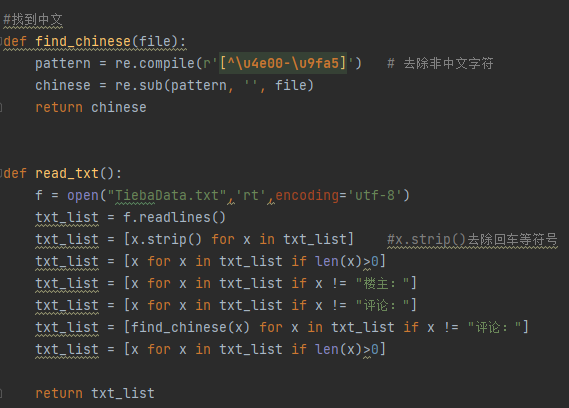 #找到中文
def find_chinese(file):
    pattern = re.compile(r'[^\u4e00-\u9fa5]')   # 去除非中文字符
    chinese = re.sub(pattern, '', file)
    return chinese
def read_txt():
    f = open("TiebaData.txt",'rt',encoding='utf-8')
    txt_list = f.readlines()
    txt_list = [x.strip() for x in txt_list]    #x.strip()去除回车等符号
    txt_list = [x for x in txt_list if len(x)>0]
    txt_list = [x for x in txt_list if x != "楼主："]
    txt_list = [x for x in txt_list if x != "评论："]
    txt_list = [find_chinese(x) for x in txt_list if x != "评论："]
    txt_list = [x for x in txt_list if len(x)>0]
    return txt_list